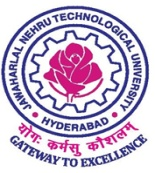 JAWAHARLAL NEHRU TECHNOLOGICAL UNIVERSITY
HYDERABAD
योगः कर्मसु कौशलम्
GATEWAY TO EXCELLENCE